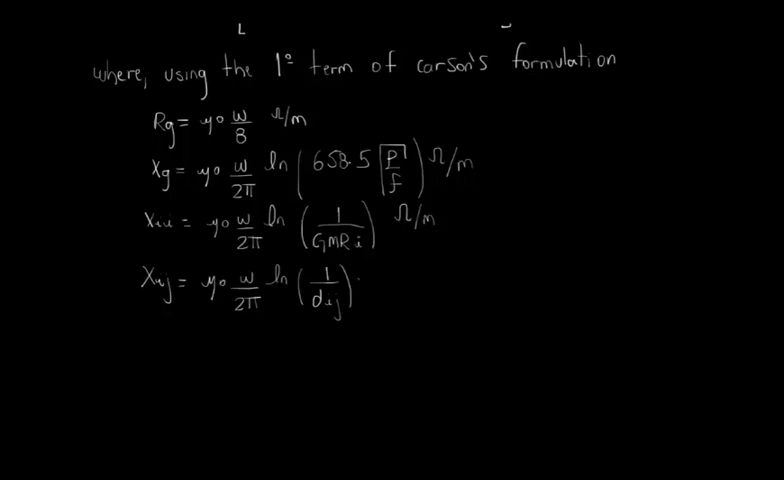 where, using the 1º term of carson's formulation
Rg = μ0 w/8 Ω/m
Xg = μ0 w/2π ln (658.5 √(ρ/f)) Ω/m
Xii = μ0 w/2π ln (1/GMRi) Ω/m
Xij = μ0 w/2π ln (1/dij)